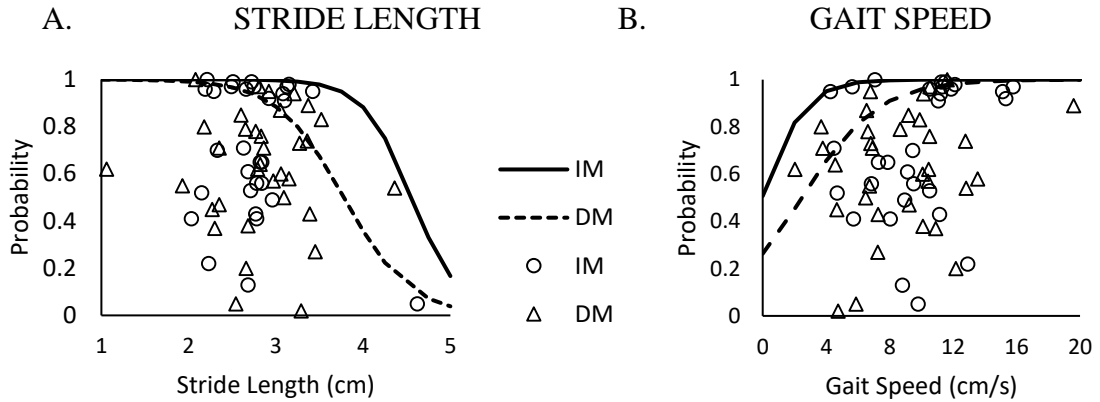 A. STRIDE LENGTH
Probability
1
0.8
0.6
0.4
0.2
0
1 2 3 4 5
Stride Length (cm)
IM
DM
IM
DM
B. GAIT SPEED
Probability
1
0.8
0.6
0.4
0.2
0
0 4 8 12 16 20
Gait Speed (cm/s)